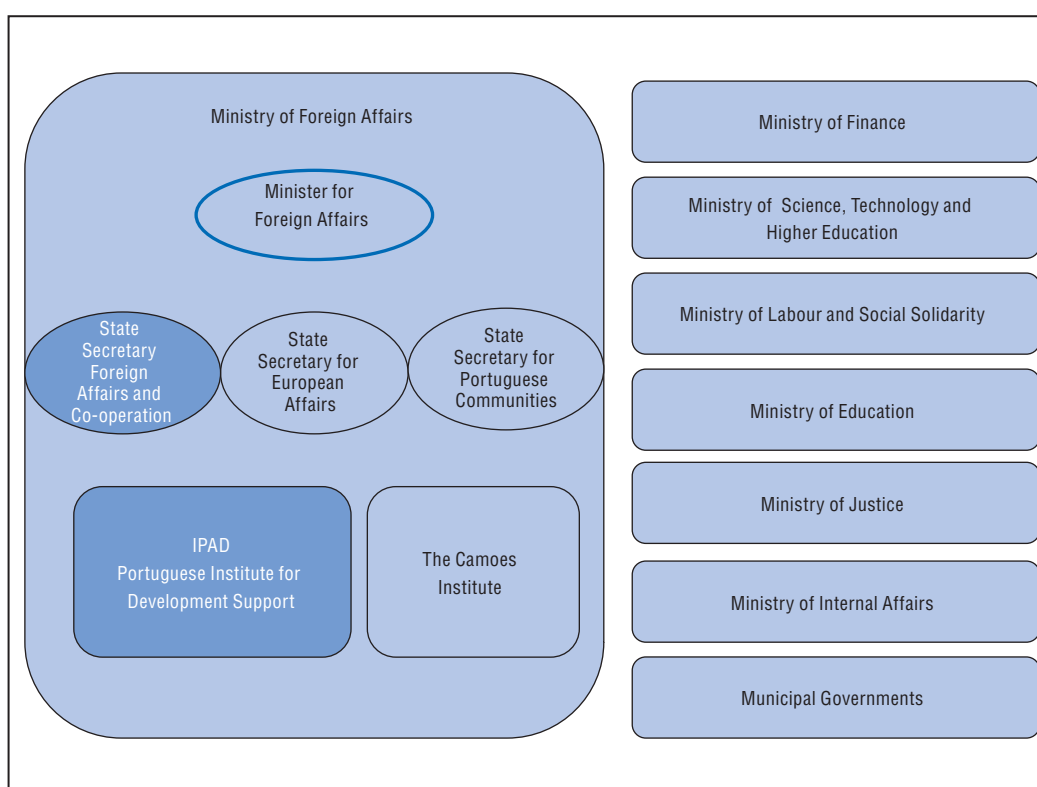 Ministry of Foreign Affairs
Minister for
Foreign Affairs
State
Secretary
Foreign
Affairs and
Co-operation
State
Secretary for
European
Affairs
State
Secretary for
Portuguese
Communities
IPAD
Portuguese Institute for
Development Support
The Camoes
Institute
Ministry of Finance
Ministry of Science, Technology and
Higher Education
Ministry of Labour and Social Solidarity
Ministry of Education
Ministry of Justice
Ministry of Internal Affairs
Municipal Governments